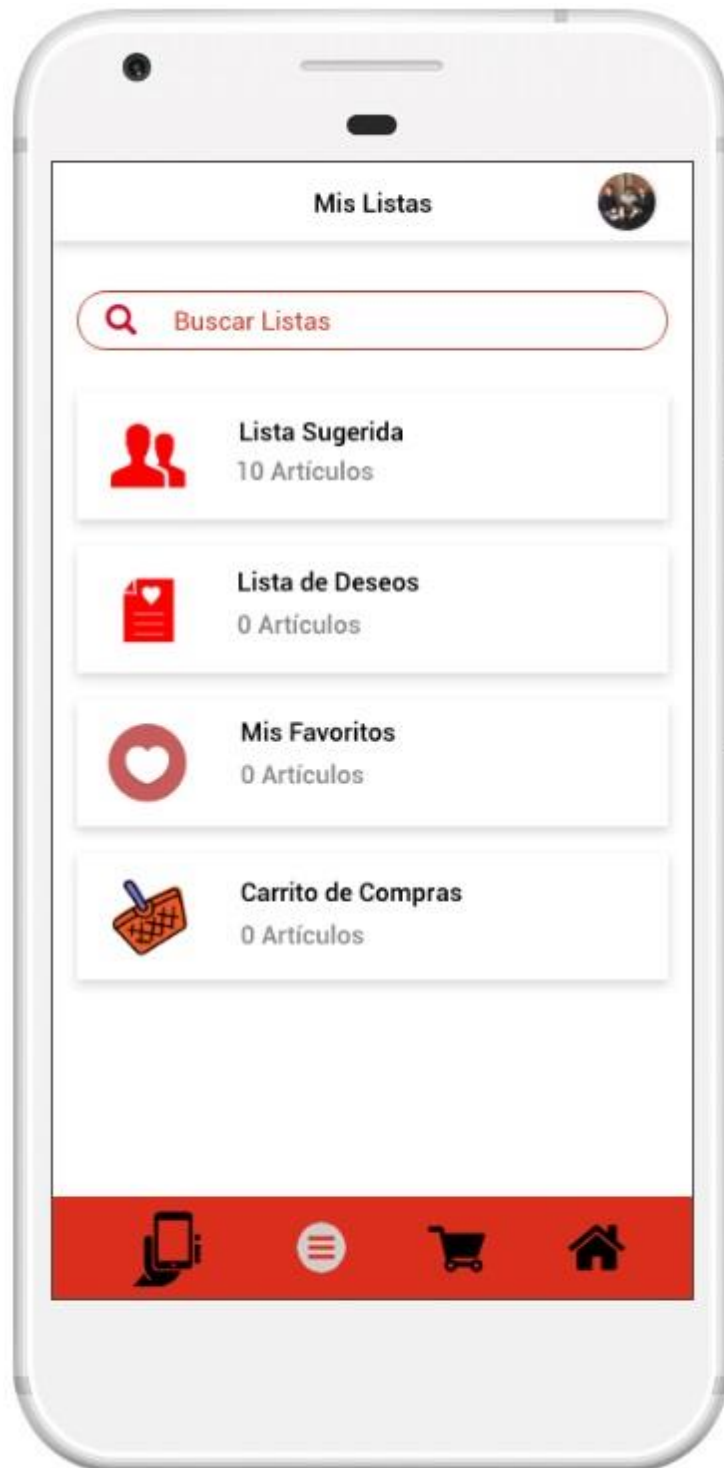 Mis Listas
Buscar Listas
Lista Sugerida
10 Artículos
Lista de Deseos
0 Artículos
Mis Favoritos
0 Artículos
Carrito de Compras
0 Artículos